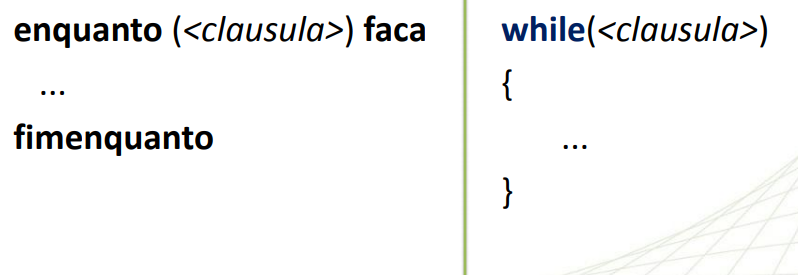 enquanto (<clausula>) faca
...
fimenquanto
while(<clausula>)
{
...
}